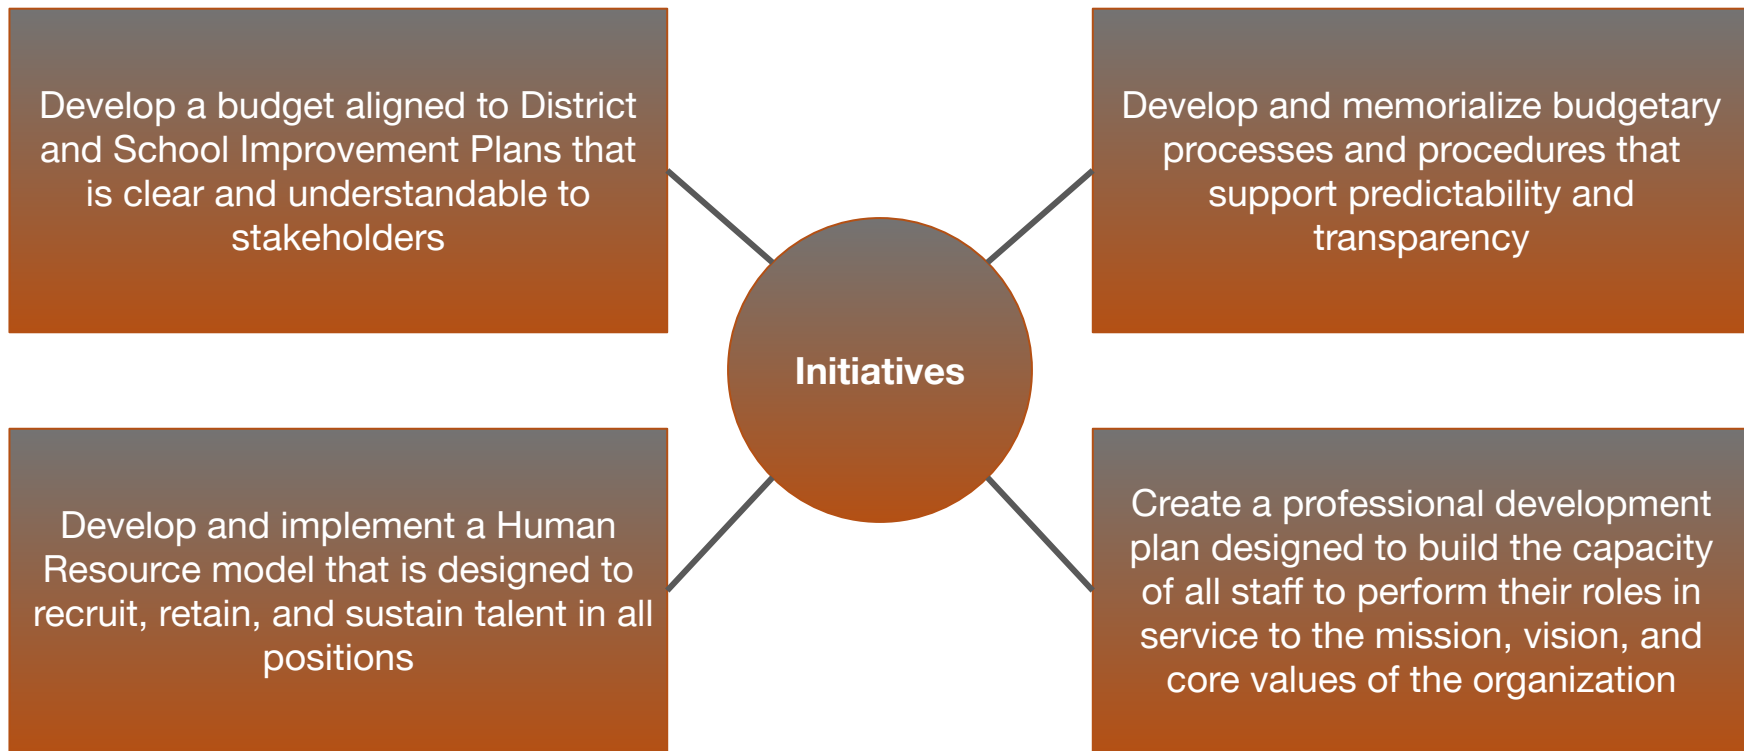 Develop a budget aligned to District
and School Improvement Plans that
is clear and understandable to
stakeholders
Develop and memorialize budgetary
processes and procedures that
support predictability and
transparency
Initiatives
Develop and implement a Human
Resource model that is designed to
recruit, retain, and sustain talent in all
positions
Create a professional development
plan designed to build the capacity
of all staff to perform their roles in
service to the mission, vision, and
core values of the organization